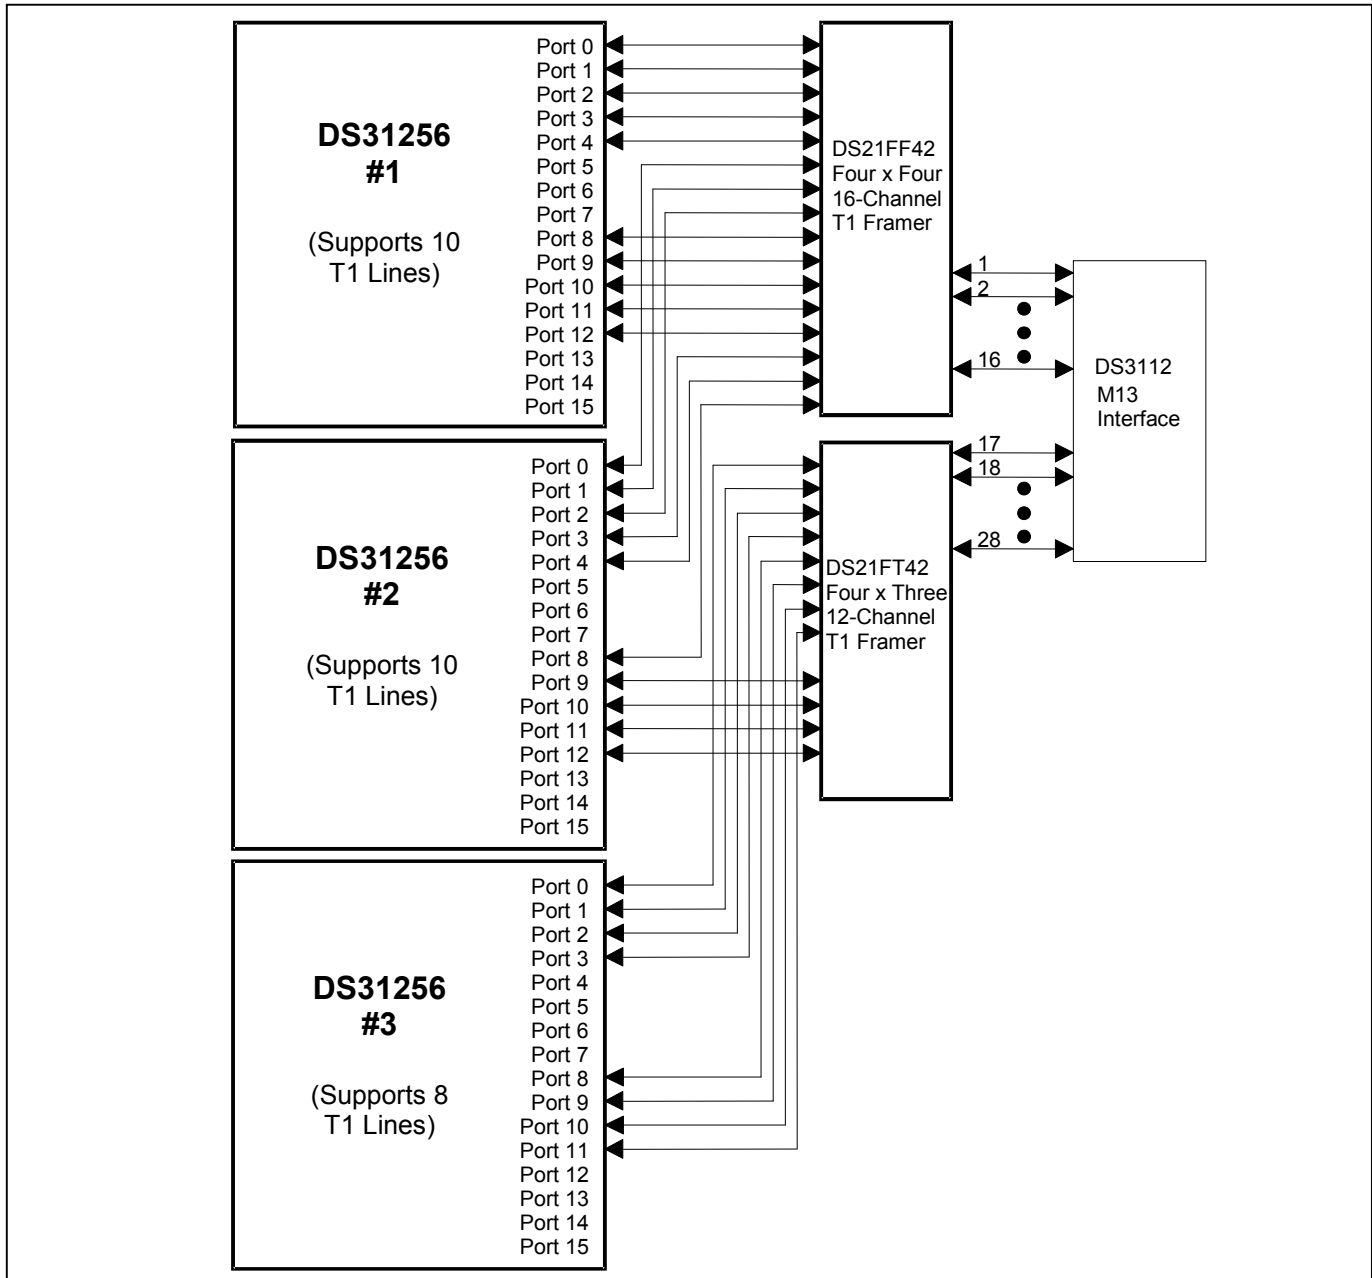 DS31256
#1
(Supports 10
T1 Lines)
Port 0
Port 1
Port 2
Port 3
Port 4
Port 5
Port 6
Port 7
Port 8
Port 9
Port 10
Port 11
Port 12
Port 13
Port 14
Port 15
DS21FF42
Four x Four
16-Channel
T1 Framer
1
2
16
DS3112
M13
Interface
17
18
28
DS31256
#2
(Supports 10
T1 Lines)
Port 0
Port 1
Port 2
Port 3
Port 4
Port 5
Port 6
Port 7
Port 8
Port 9
Port 10
Port 11
Port 12
Port 13
Port 14
Port 15
DS21FT42
Four x Three
12-Channel
T1 Framer
DS31256
#3
(Supports 8
T1 Lines)
Port 0
Port 1
Port 2
Port 3
Port 4
Port 5
Port 6
Port 7
Port 8
Port 9
Port 10
Port 11
Port 12
Port 13
Port 14
Port 15